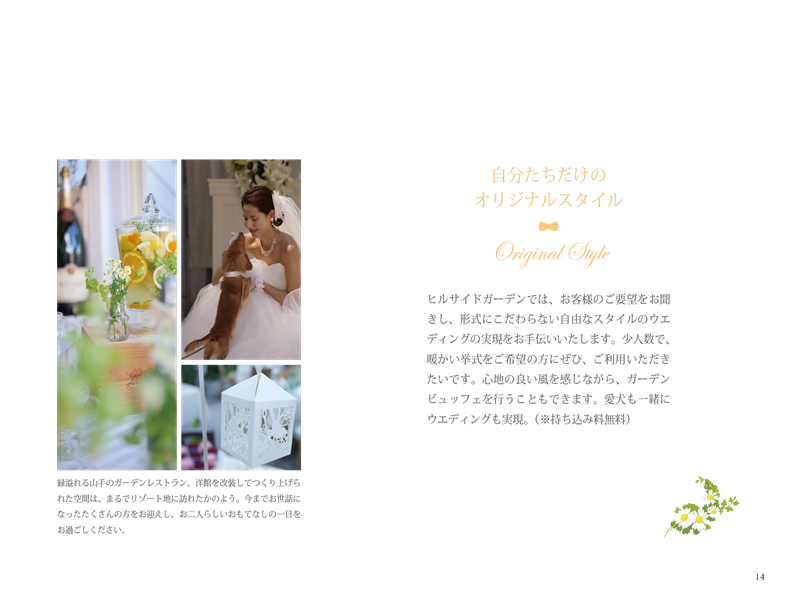 自分たちだけの
オリジナルスタイル
Original Style
ヒルサイドガーデンでは、お客様のご要望をお聞
きし、形式にこだわらない自由なスタイルのウエ
ディングの実現をお手伝いいたします。少人数で、
暖かい挙式をご希望の方にぜひ、ご利用いただき
たいです。心地の良い風を感じながら、ガーデン
ビュッフェを行うこともできます。愛犬も一緒に
ウエディングも実現。（※持ち込み料無料）
緑溢れる山手のガーデンレストラン。洋館を改装してつくり上げら
れた空間は、まるでリゾート地に訪れたかのよう。今までお世話に
なったたくさんの方をお迎えし、お二人らしいおもてなしの一日を
お過ごしください。
14